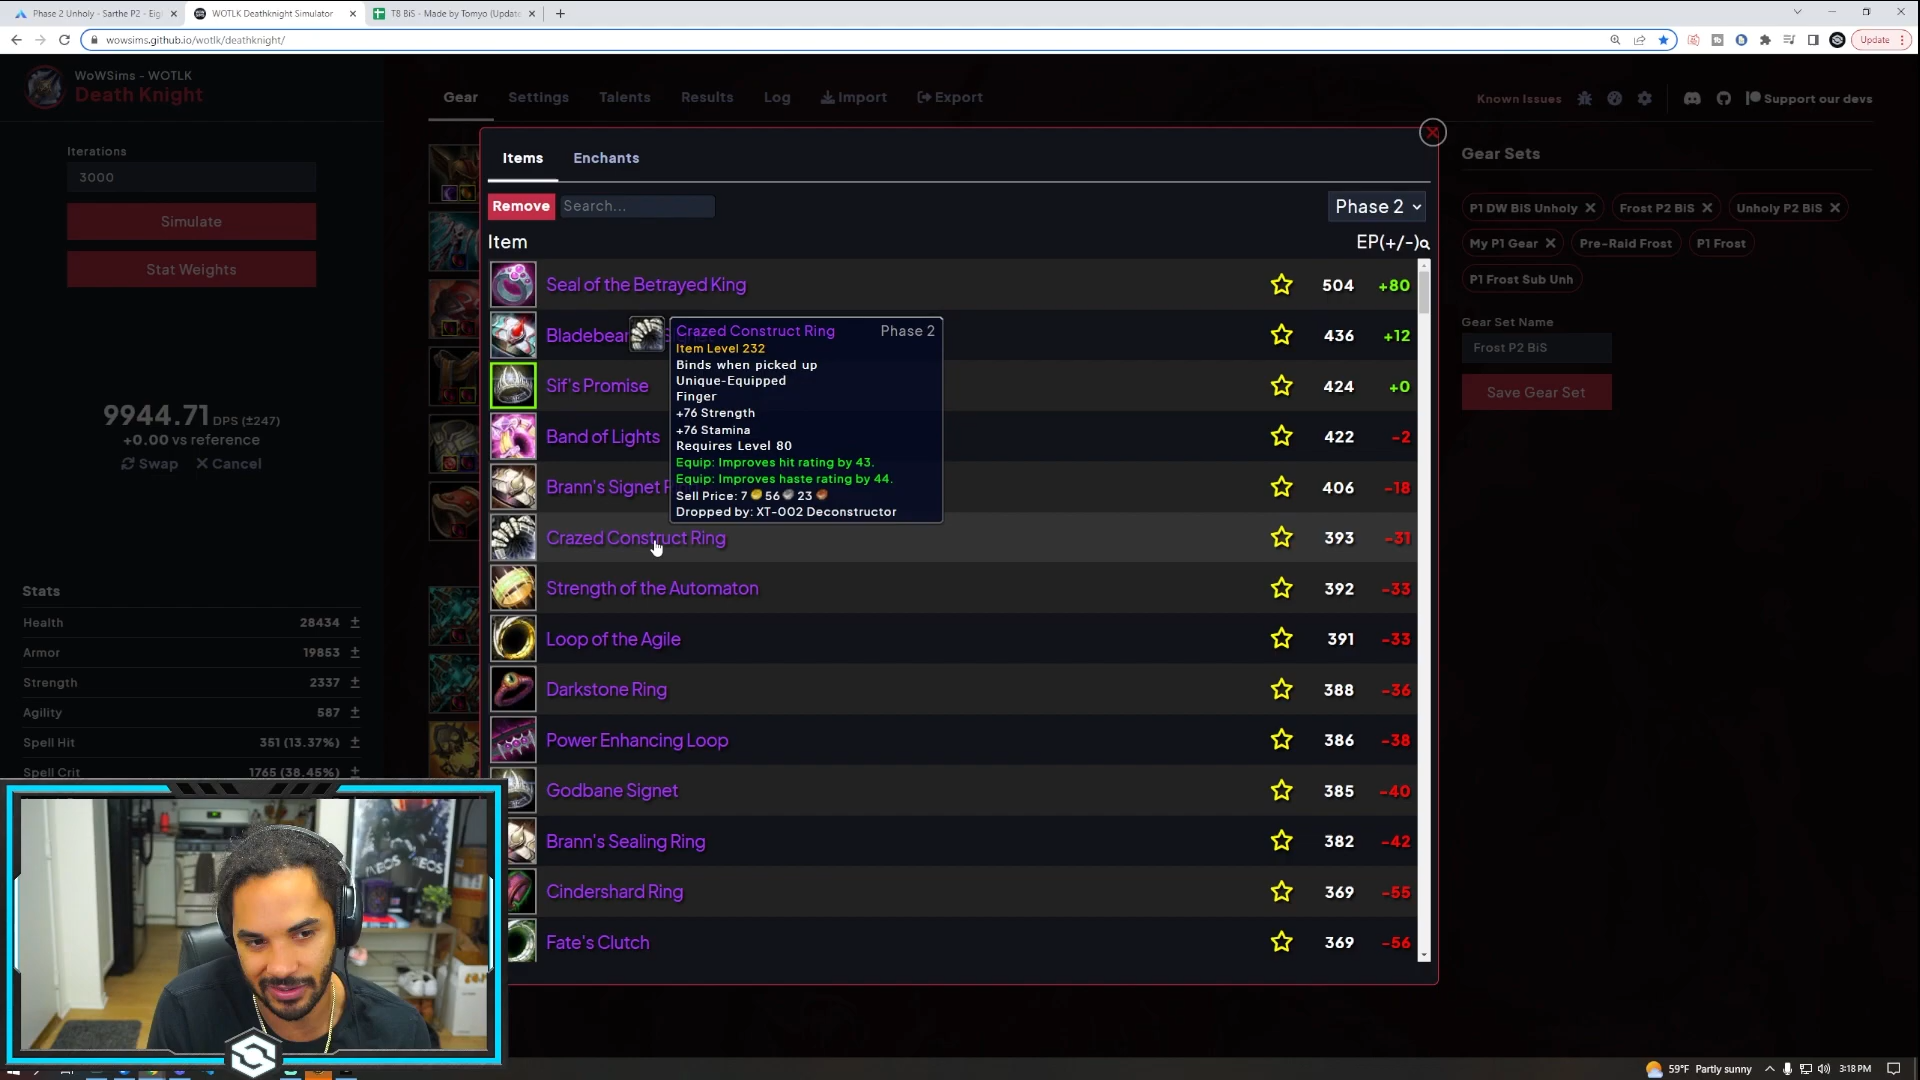 Phase 2 Unholy - Sarthe P2 - Eig
WOTLK Deathknight Simulator
T8 BiS - Made by Tomyo (Update
wowsims.github.io/wotlk/deathknight/
Update
WoWSims - WOTLK
Death Knight
Gear
Settings
Talents
Results
Log
Import
Export
Known Issues
Support our devs
Iterations
3000
Simulate
Stat Weights
9944.71 DPS (±247)
+0.00 vs reference
Swap
Cancel
Stats
Health 28434
Armor 19853
Strength 2337
Agility 587
Spell Hit 351 (13.37%)
Spell Crit 1765 (38.45%)
Items
Enchants
Remove
Search...
Phase 2
Item
EP(+/-)
Seal of the Betrayed King 504 +80
Bladebear 436 +12
Sif's Promise 424 +0
Band of Lights 422 -2
Brann's Signet R 406 -18
Crazed Construct Ring 393 -31
Strength of the Automaton 392 -33
Loop of the Agile 391 -33
Darkstone Ring 388 -36
Power Enhancing Loop 386 -38
Godbane Signet 385 -40
Brann's Sealing Ring 382 -42
Cindershard Ring 369 -55
Fate's Clutch 369 -56
Crazed Construct Ring Phase 2
Item Level 232
Binds when picked up
Unique-Equipped
Finger
+76 Strength
+76 Stamina
Requires Level 80
Equip: Improves hit rating by 43.
Equip: Improves haste rating by 44.
Sell Price: 7 56 23
Dropped by: XT-002 Deconstructor
Gear Sets
P1 DW BiS Unholy
Frost P2 BiS
Unholy P2 BiS
My P1 Gear
Pre-Raid Frost
P1 Frost
P1 Frost Sub Unh
Gear Set Name
Frost P2 BiS
Save Gear Set
59°F Partly sunny
3:18 PM